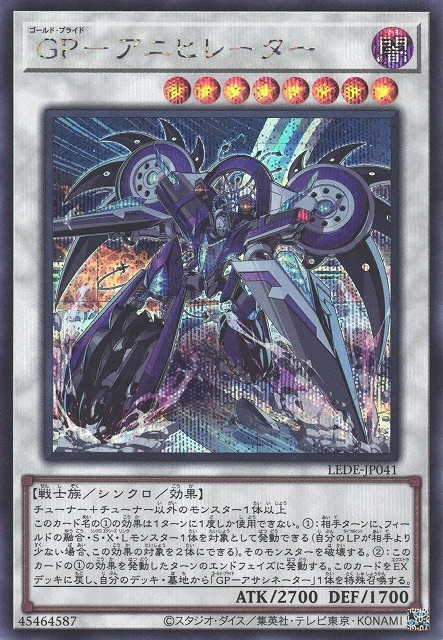 ゴールド・プライド
GP－アニヒレーター
闇
LEDE-JP041
【戦士族／シンクロ／効果】
チューナー＋チューナー以外のモンスター1体以上
このカード名の①の効果は1ターンに1度しか使用できない。①：相手ターンに、フィー
ルドの融合・S・X・Lモンスター1体を対象として発動できる（自分のLPが相手より
少ない場合、この効果の対象を2体にできる）。そのモンスターを破壊する。②：この
カードの①の効果を発動したターンのエンドフェイズに発動する。このカードをEX
デッキに戻し、自分のデッキ・墓地から「GP－アサシネーター」1体を特殊召喚する。
ATK/2700 DEF/1700
45464587
©スタジオ・ダイス／集英社・テレビ東京・KONAMI